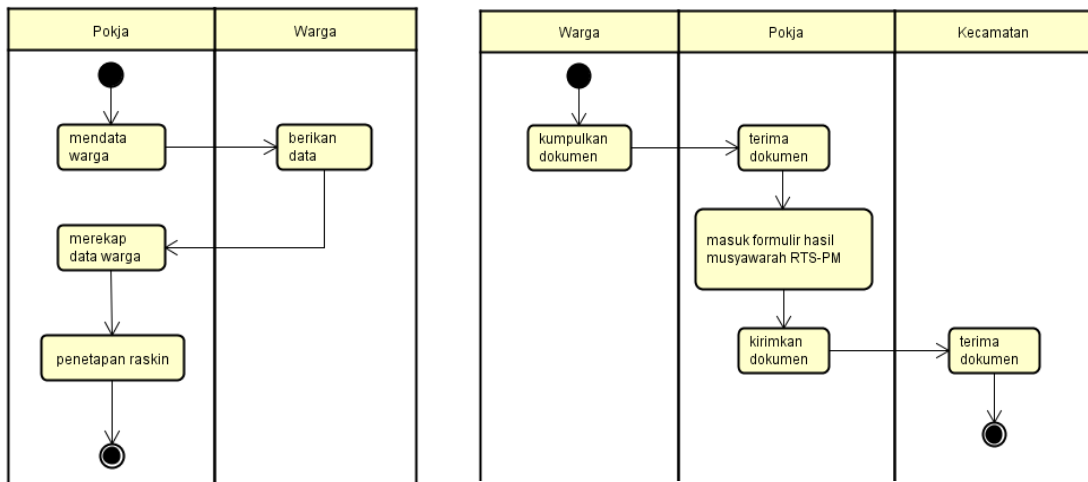 Pokja
Warga
mendata
warga
berikan
data
merekap
data warga
penetapan raskin
Warga
Pokja
Kecamatan
kumpulkan
dokumen
terima
dokumen
masuk formulir hasil
musyawarah RTS-PM
kirimkan
dokumen
terima
dokumen